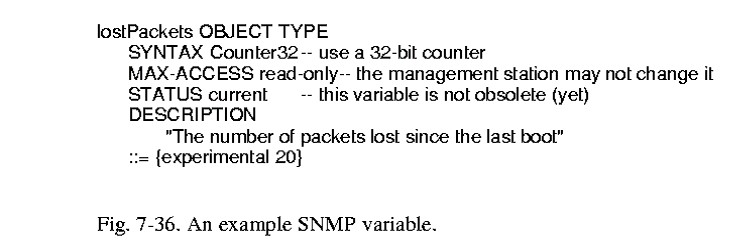 lostPackets OBJECT TYPE
SYNTAX Counter32-- use a 32-bit counter
MAX-ACCESS read-only-- the management station may not change it
STATUS current -- this variable is not obsolete (yet)
DESCRIPTION
"The number of packets lost since the last boot"
::= {experimental 20}
Fig. 7-36. An example SNMP variable.